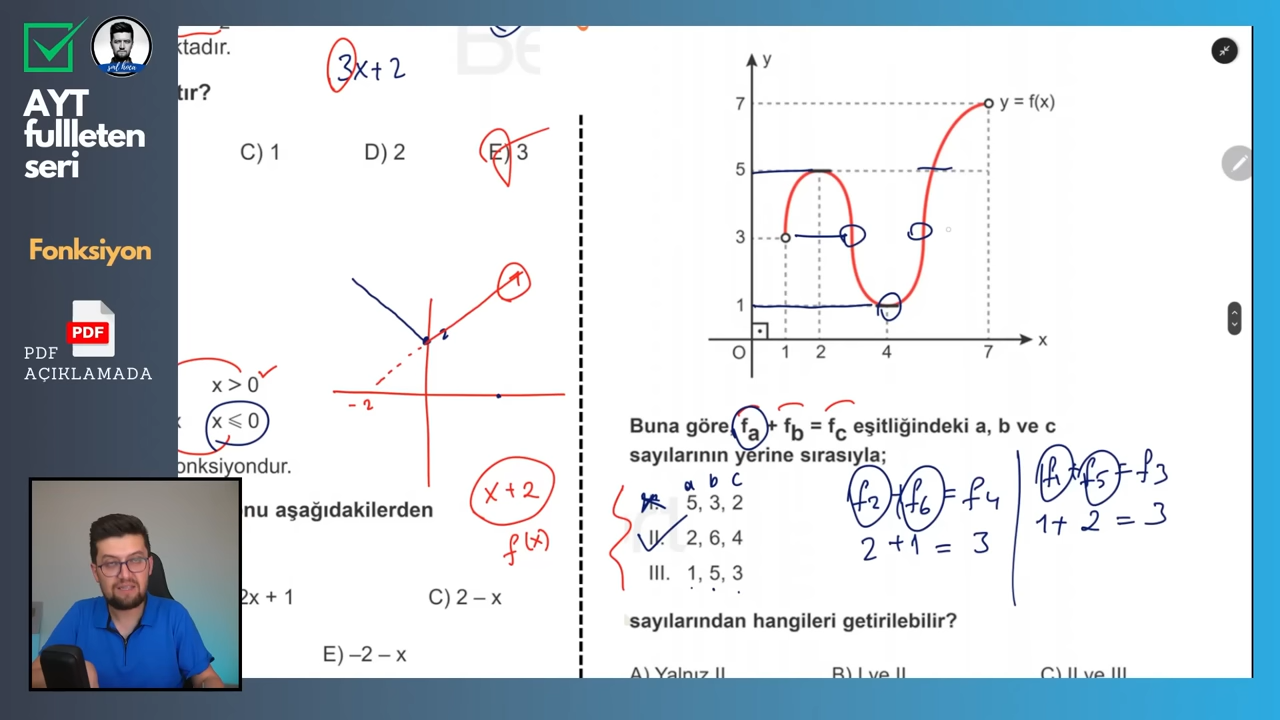 AYT
fullleten
seri
Fonksiyon
PDF
PDF
AÇIKLAMADA
ktadır.
3x+2
tır?
C) 1
D) 2
E) 3
2
-2
x > 0
x ⩽ 0
onksiyondur.
x+2
f(x)
onu aşağıdakilerden
2x + 1
C) 2 – x
E) –2 – x
y
7
y = f(x)
5
3
1
O
1
2
4
7
x
Buna göre, fa + fb = fc eşitliğindeki a, b ve c
sayılarının yerine sırasıyla;
a b c
5, 3, 2
II. 2, 6, 4
III. 1, 5, 3
f2 + f6 = f4
2 + 1 = 3
f1 + f5 = f3
1 + 2 = 3
sayılarından hangileri getirilebilir?
A) Yalnız II
B) I ve II
C) II ve III